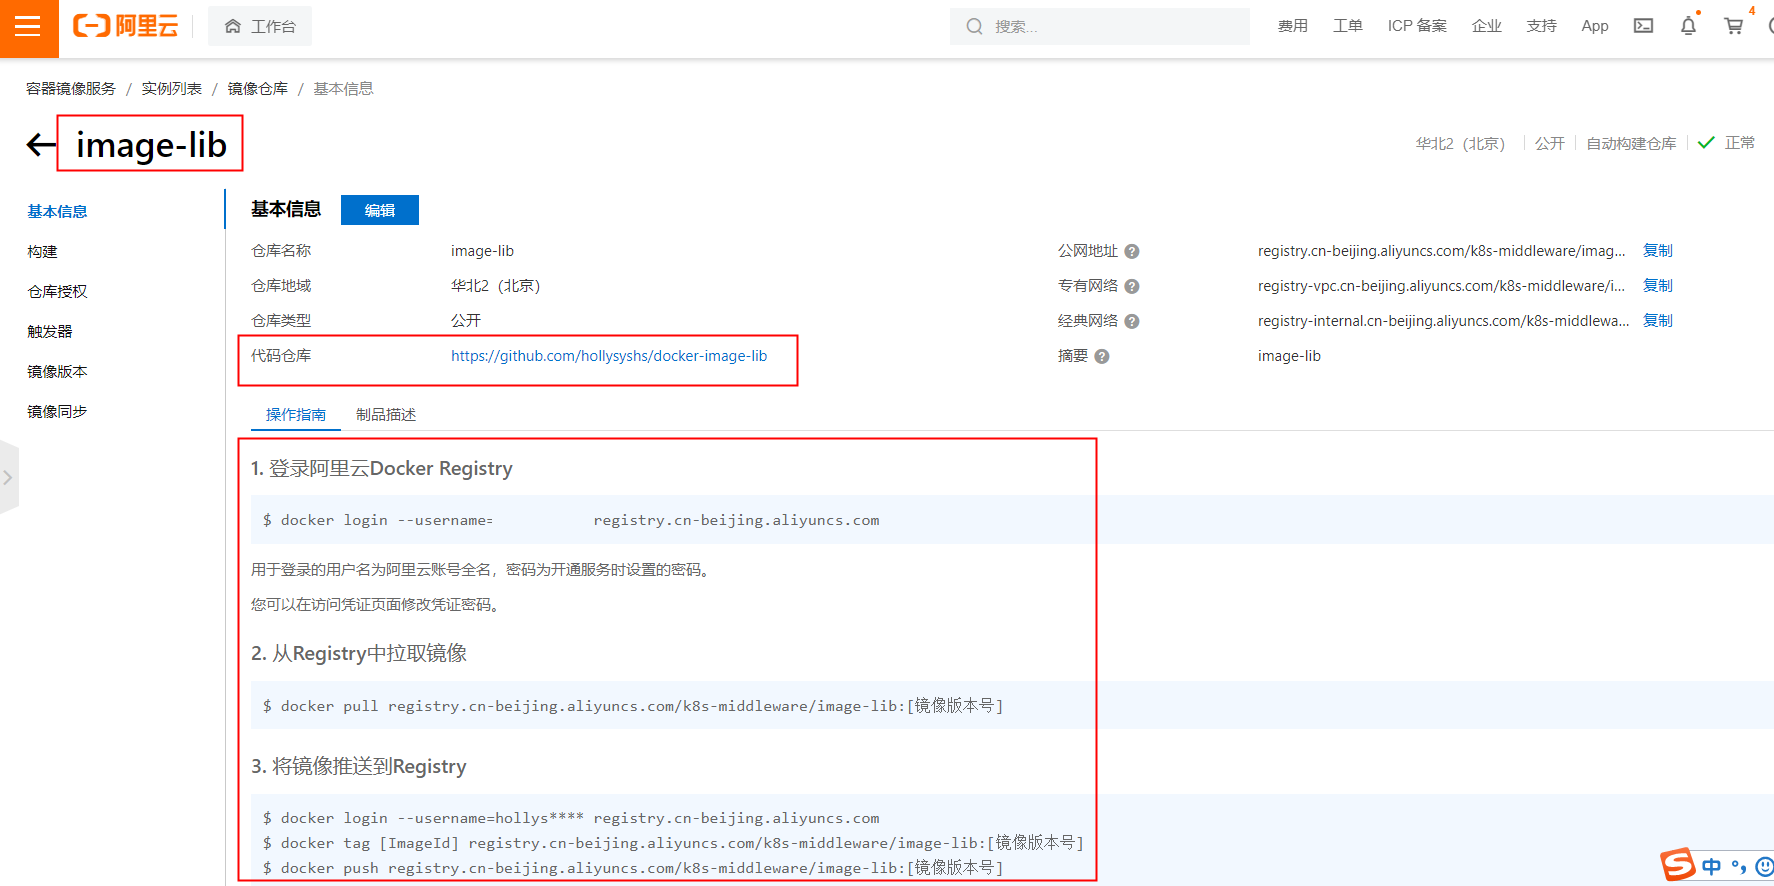 阿里云
工作台
搜索...
费用 工单 ICP 备案 企业 支持 App 4
容器镜像服务 / 实例列表 / 镜像仓库 / 基本信息
image-lib
华北2（北京） 公开 自动构建仓库 正常
基本信息
构建
仓库授权
触发器
镜像版本
镜像同步
基本信息 编辑
仓库名称 image-lib 公网地址 registry.cn-beijing.aliyuncs.com/k8s-middleware/imag... 复制
仓库地域 华北2（北京） 专有网络 registry-vpc.cn-beijing.aliyuncs.com/k8s-middleware/i... 复制
仓库类型 公开 经典网络 registry-internal.cn-beijing.aliyuncs.com/k8s-middlewa... 复制
代码仓库 https://github.com/hollysyshs/docker-image-lib 摘要 image-lib
操作指南 制品描述
1. 登录阿里云Docker Registry
$ docker login --username= registry.cn-beijing.aliyuncs.com
用于登录的用户名为阿里云账号全名，密码为开通服务时设置的密码。
您可以在访问凭证页面修改凭证密码。
2. 从Registry中拉取镜像
$ docker pull registry.cn-beijing.aliyuncs.com/k8s-middleware/image-lib:[镜像版本号]
3. 将镜像推送到Registry
$ docker login --username=hollys**** registry.cn-beijing.aliyuncs.com
$ docker tag [ImageId] registry.cn-beijing.aliyuncs.com/k8s-middleware/image-lib:[镜像版本号]
$ docker push registry.cn-beijing.aliyuncs.com/k8s-middleware/image-lib:[镜像版本号]
中